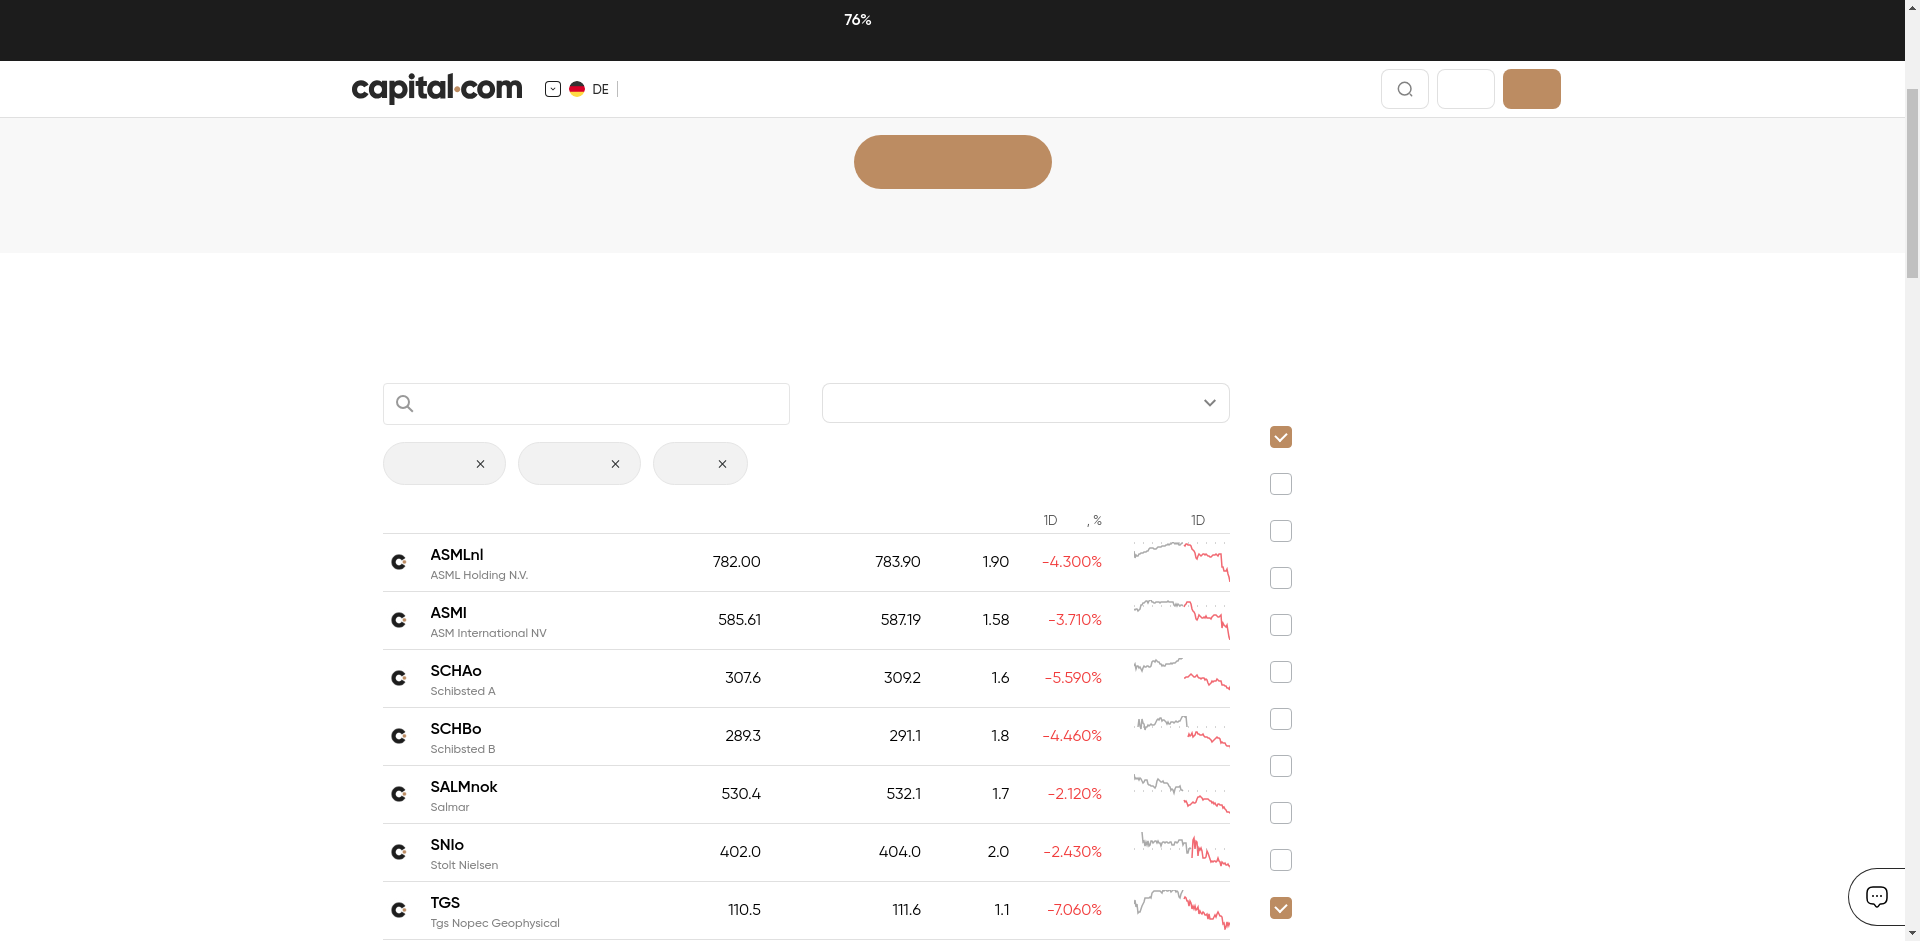 76%
capital.com
DE
1D , % 1D
ASMLnl 782.00 783.90 1.90 -4.300%
ASML Holding N.V.
ASMI 585.61 587.19 1.58 -3.710%
ASM International NV
SCHAo 307.6 309.2 1.6 -5.590%
Schibsted A
SCHBo 289.3 291.1 1.8 -4.460%
Schibsted B
SALMnok 530.4 532.1 1.7 -2.120%
Salmar
SNIo 402.0 404.0 2.0 -2.430%
Stolt Nielsen
TGS 110.5 111.6 1.1 -7.060%
Tgs Nopec Geophysical